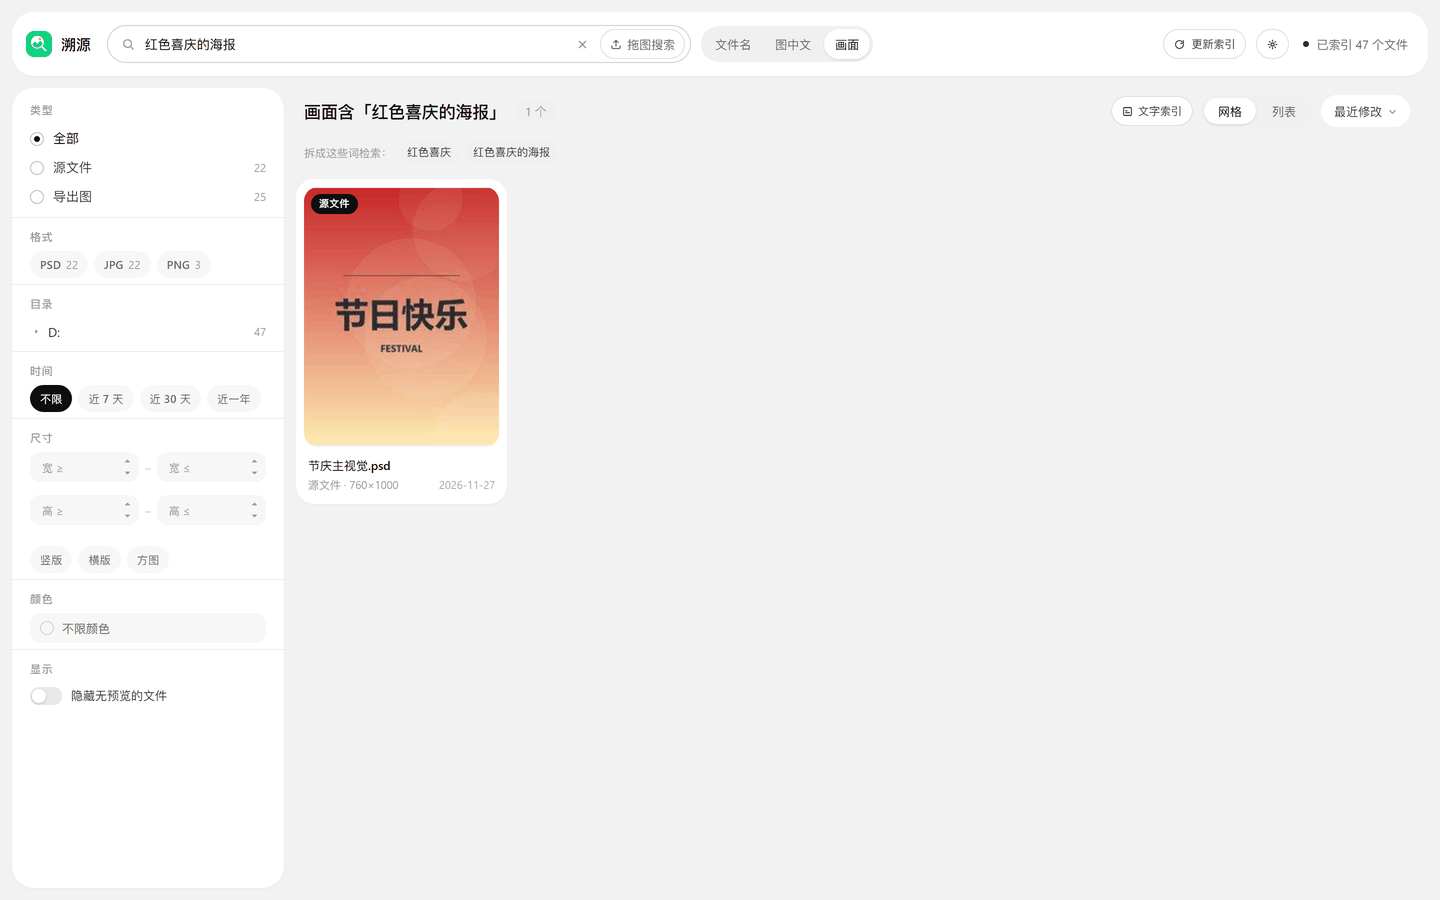 溯源
红色喜庆的海报
拖图搜索
文件名
图中文
画面
更新索引
已索引 47 个文件
类型
全部
源文件 22
导出图 25
格式
PSD 22
JPG 22
PNG 3
目录
D: 47
时间
不限
近 7 天
近 30 天
近一年
尺寸
宽 ≥ – 宽 ≤
高 ≥ – 高 ≤
竖版
横版
方图
颜色
不限颜色
显示
隐藏无预览的文件
画面含「红色喜庆的海报」 1 个
文字索引
网格
列表
最近修改
拆成这些词检索: 红色喜庆 红色喜庆的海报
源文件
节日快乐
FESTIVAL
节庆主视觉.psd
源文件 · 760×1000 2026-11-27